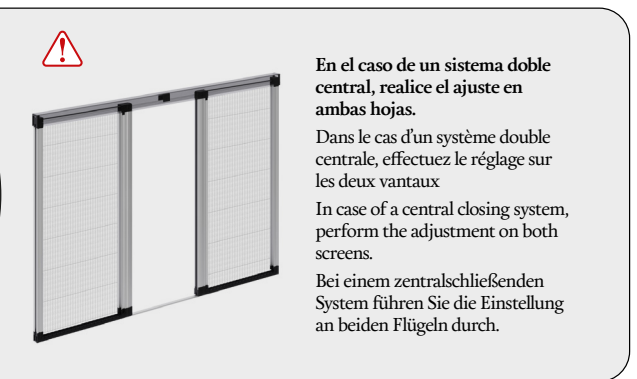 En el caso de un sistema doble
central, realice el ajuste en
ambas hojas.
Dans le cas d'un système double
centrale, effectuez le réglage sur
les deux vantaux
In case of a central closing system,
perform the adjustment on both
screens.
Bei einem zentralschließenden
System führen Sie die Einstellung
an beiden Flügeln durch.